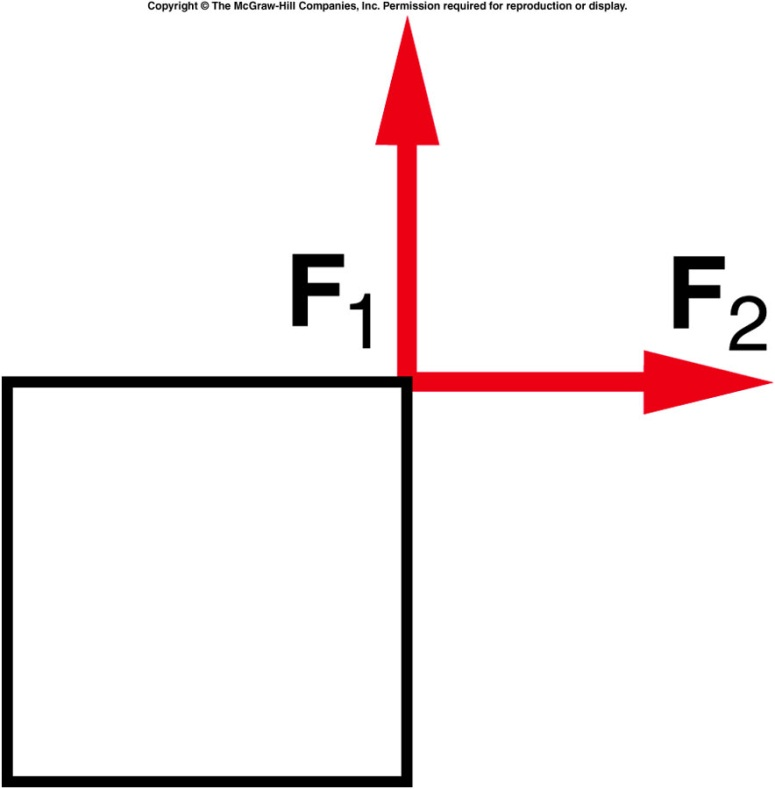 Copyright © The McGraw-Hill Companies, Inc. Permission required for reproduction or display.
F1
F2